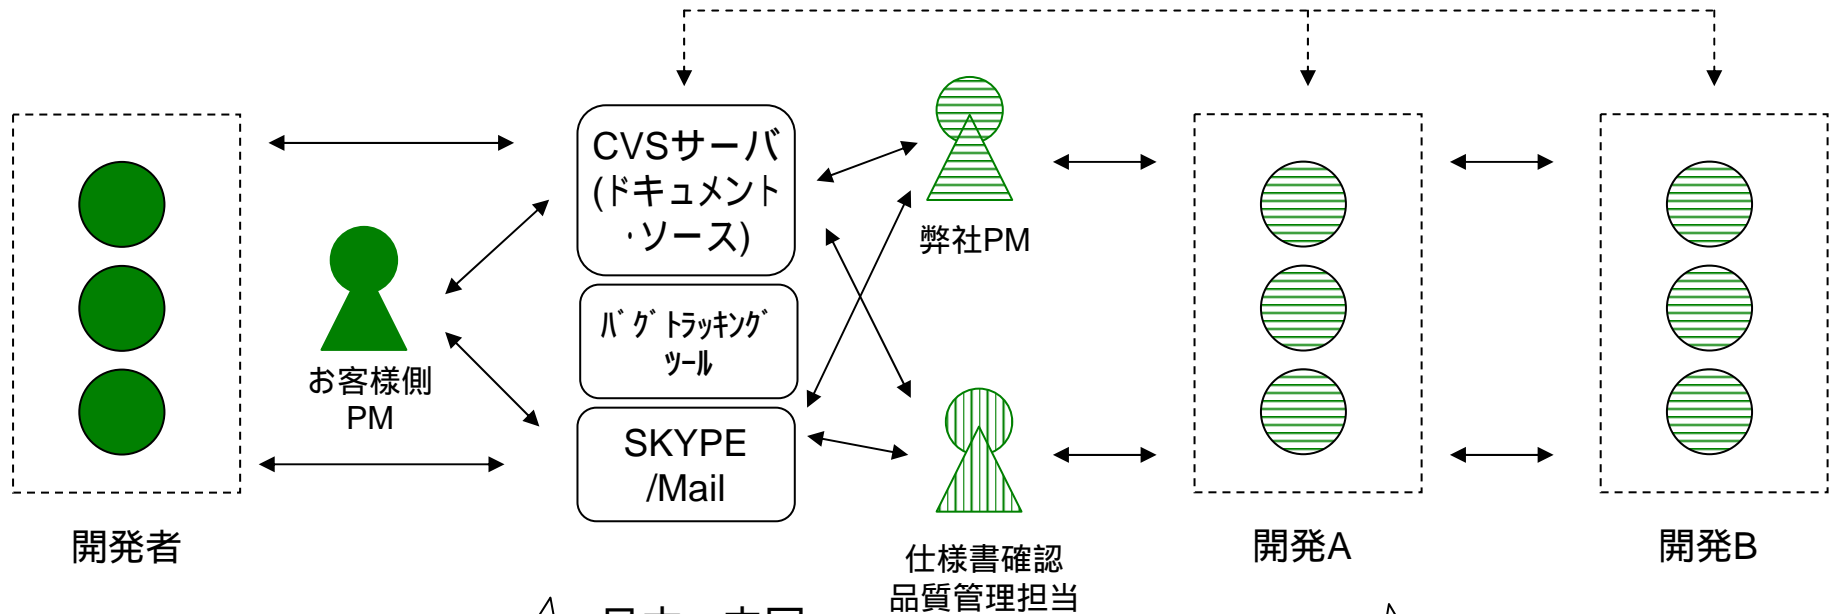 CVSサーバ
(ドキュメント
・ソース)
バグトラッキング
ツール
SKYPE
/Mail
弊社PM
お客様側
PM
開発者
仕様書確認
品質管理担当
開発A
開発B